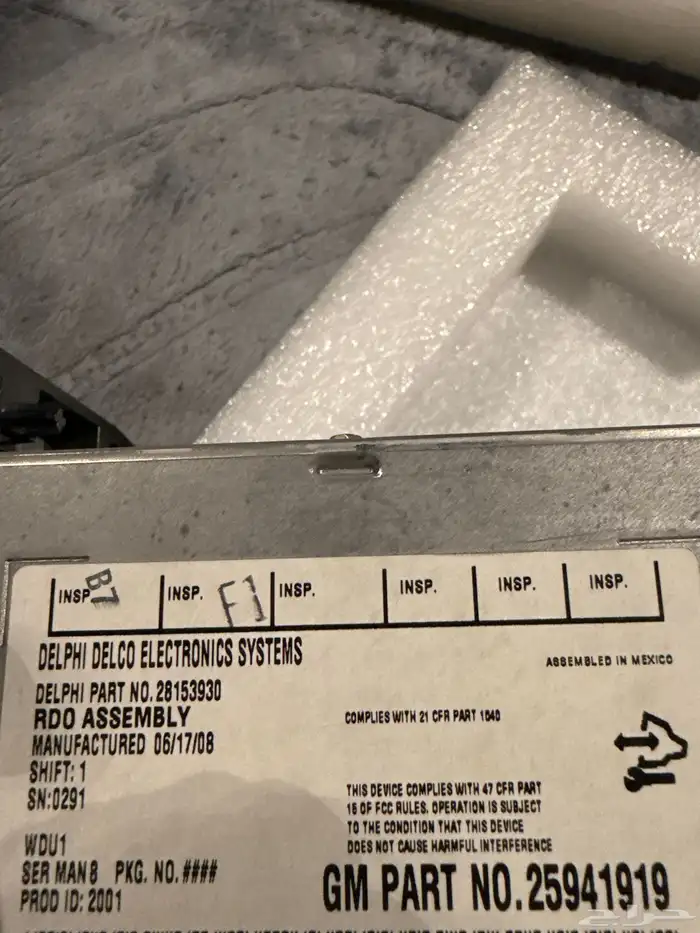 INSP. B7 INSP. F1 INSP. INSP. INSP. INSP.
DELPHI DELCO ELECTRONICS SYSTEMS
ASSEMBLED IN MEXICO
DELPHI PART NO. 28153930
RDO ASSEMBLY
MANUFACTURED 06/17/08
SHIFT: 1
SN:0291
COMPLIES WITH 21 CFR PART 1040
THIS DEVICE COMPLIES WITH 47 CFR PART
15 OF FCC RULES. OPERATION IS SUBJECT
TO THE CONDITION THAT THIS DEVICE
DOES NOT CAUSE HARMFUL INTERFERENCE
WDU1
SER MAN 8 PKG. NO. ####
PROD ID: 2001
GM PART NO. 25941919
حراج